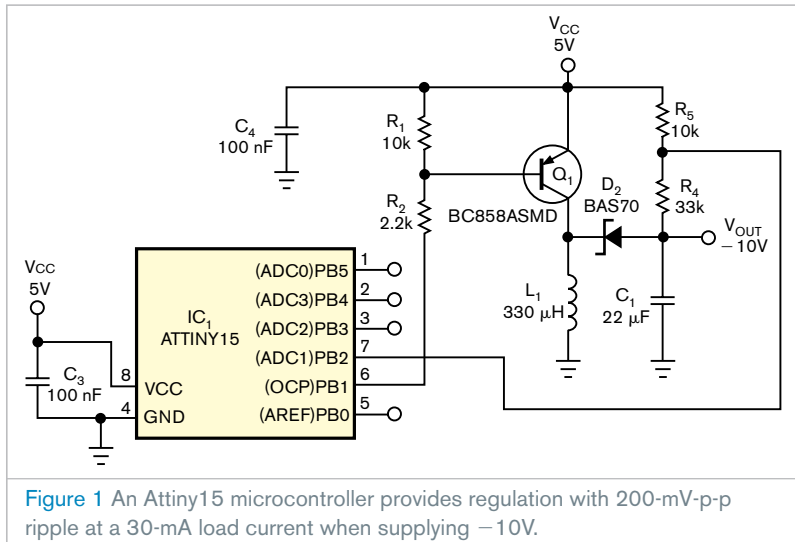 VCC
5V
C4
100 nF
R1
10k
R5
10k
Q1
R2
2.2k
BC858ASMD
D2
BAS70
R4
33k
VOUT
−10V
L1
330 μH
C1
22 μF
VCC
5V
C3
100 nF
IC1
ATTINY15
8
VCC
4
GND
(ADC0)PB5
1
(ADC3)PB4
2
(ADC2)PB3
3
(ADC1)PB2
7
(OCP)PB1
6
(AREF)PB0
5
Figure 1 An Attiny15 microcontroller provides regulation with 200-mV-p-p
ripple at a 30-mA load current when supplying −10V.